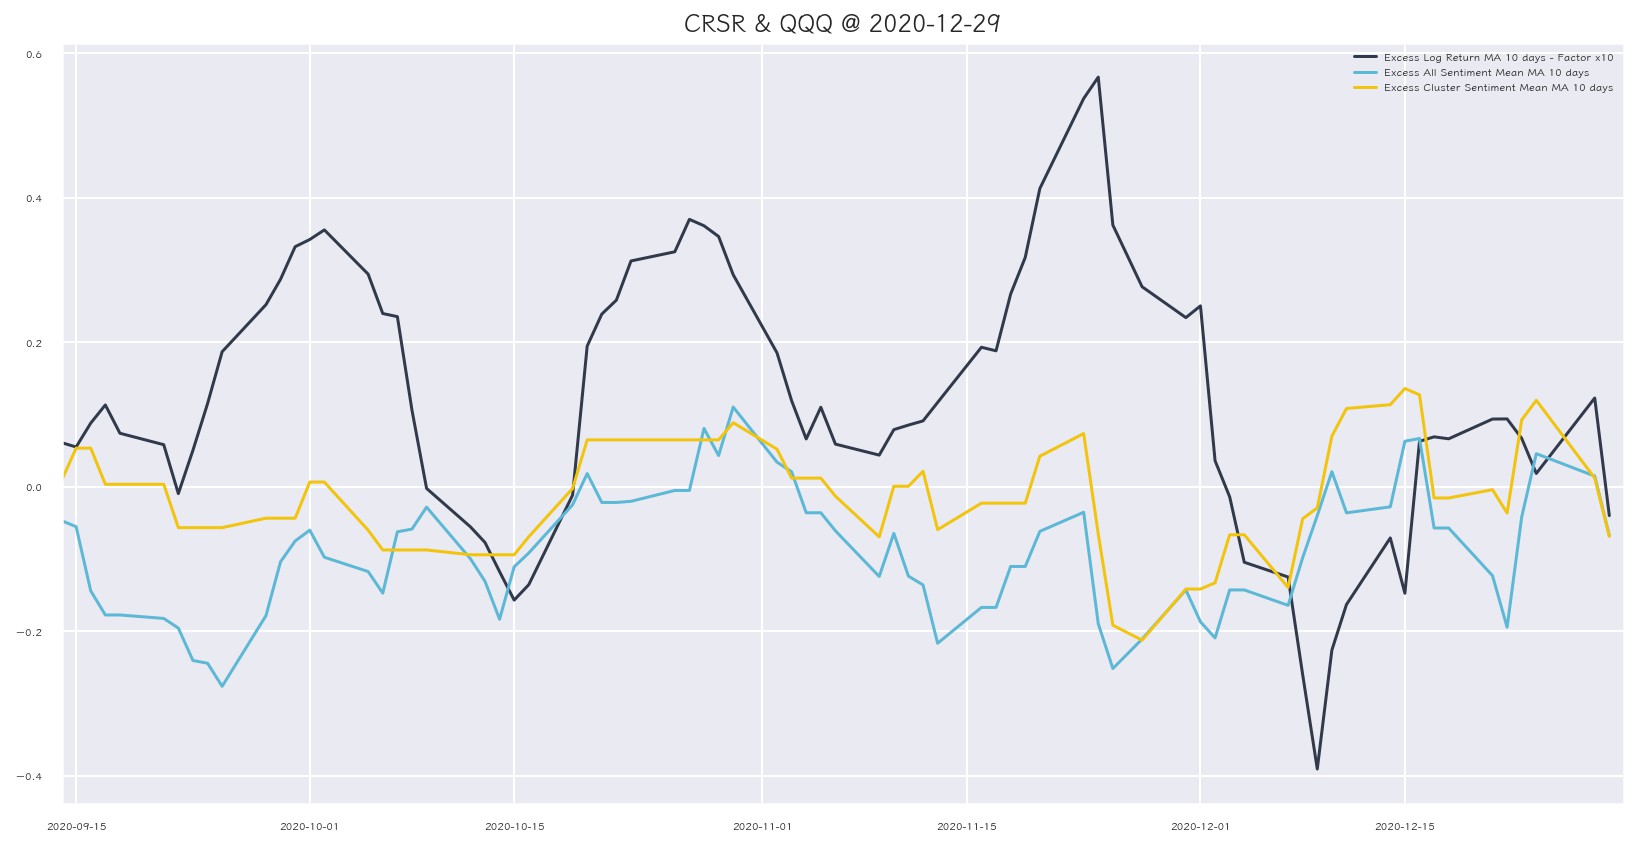 CRSR & QQQ @ 2020-12-29
0.6
0.4
0.2
0.0
−0.2
−0.4
Excess Log Return MA 10 days - Factor x10
Excess All Sentiment Mean MA 10 days
Excess Cluster Sentiment Mean MA 10 days
2020-09-15 2020-10-01 2020-10-15 2020-11-01 2020-11-15 2020-12-01 2020-12-15